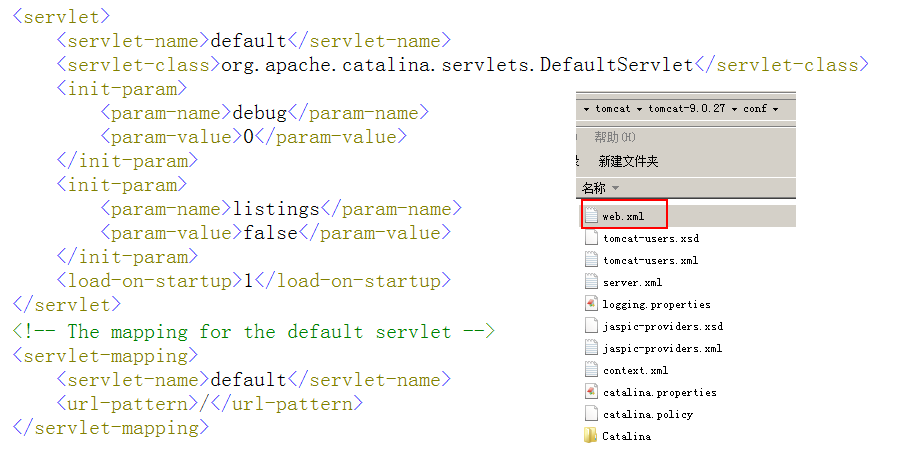 <servlet>
<servlet-name>default</servlet-name>
<servlet-class>org.apache.catalina.servlets.DefaultServlet</servlet-class>
<init-param>
<param-name>debug</param-name>
<param-value>0</param-value>
</init-param>
<init-param>
<param-name>listings</param-name>
<param-value>false</param-value>
</init-param>
<load-on-startup>1</load-on-startup>
</servlet>
<!-- The mapping for the default servlet -->
<servlet-mapping>
<servlet-name>default</servlet-name>
<url-pattern>/</url-pattern>
</servlet-mapping>
tomcat tomcat-9.0.27 conf
帮助(H)
新建文件夹
名称
web.xml
tomcat-users.xsd
tomcat-users.xml
server.xml
logging.properties
jaspic-providers.xsd
jaspic-providers.xml
context.xml
catalina.properties
catalina.policy
Catalina